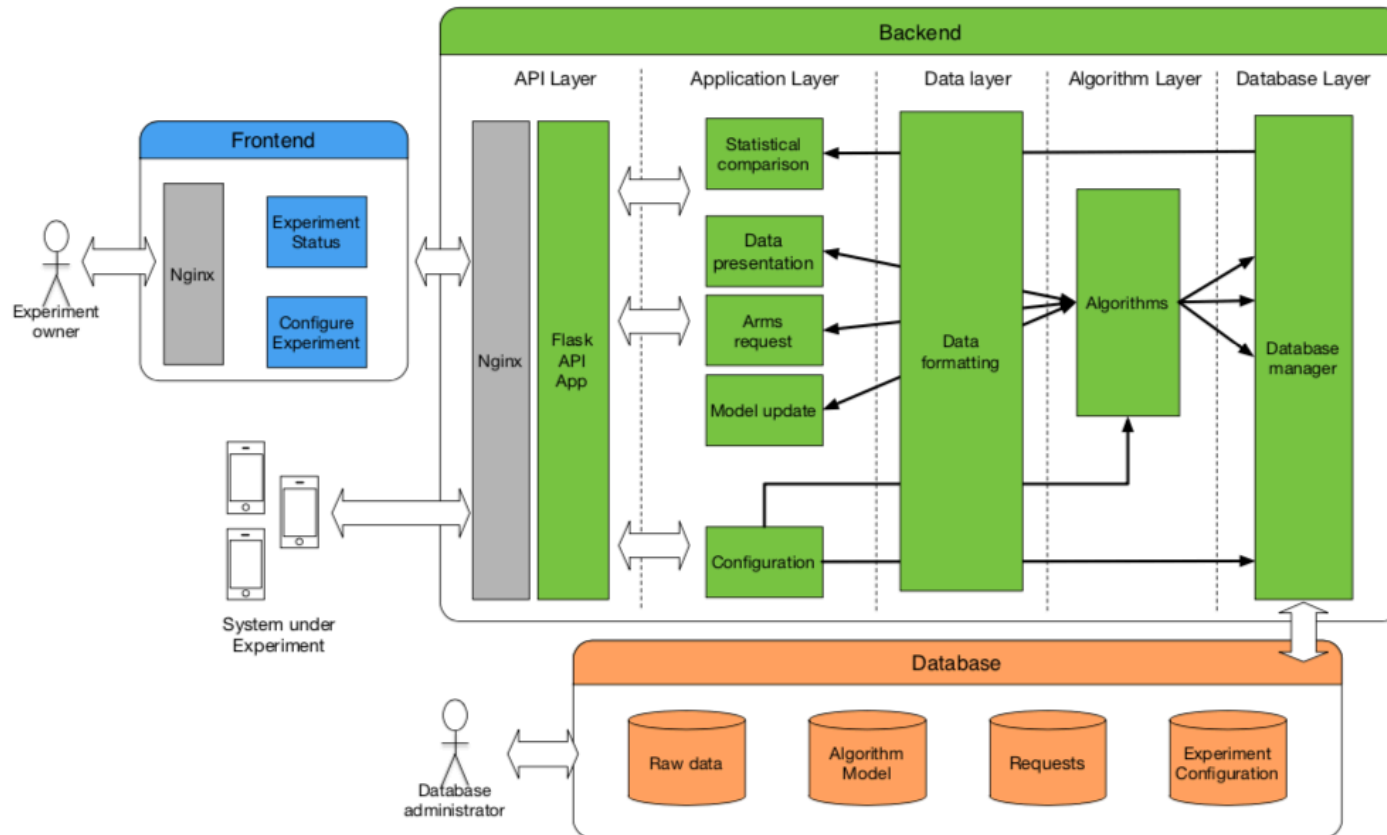 Backend
API Layer
Application Layer
Data layer
Algorithm Layer
Database Layer
Frontend
Nginx
Experiment
Status
Configure
Experiment
Experiment
owner
Nginx
Flask
API
App
Statistical
comparison
Data
presentation
Arms
request
Model update
Configuration
Data
formatting
Algorithms
Database
manager
System under
Experiment
Database
Raw data
Algorithm
Model
Requests
Experiment
Configuration
Database
administrator